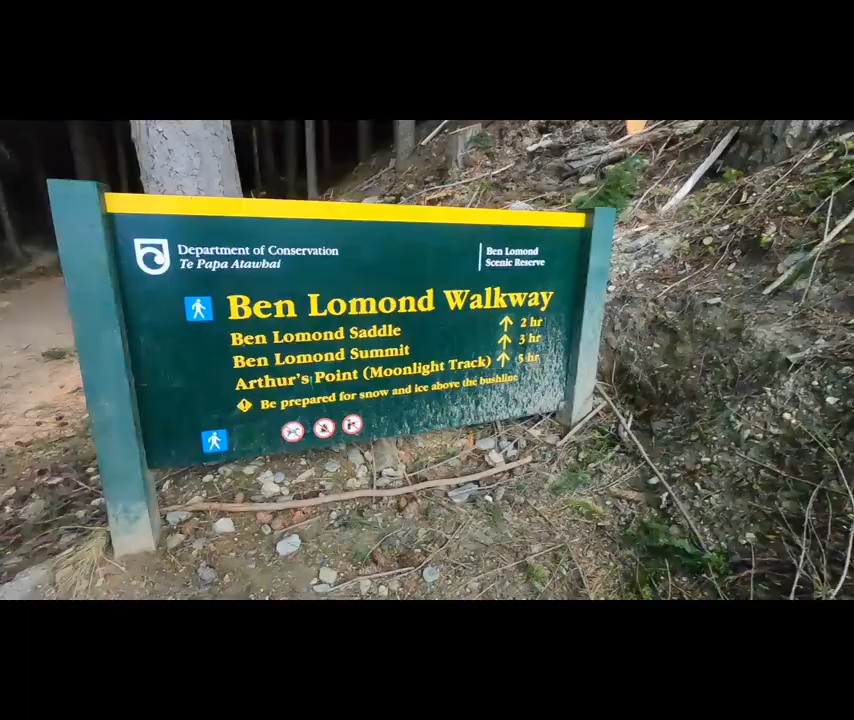 Department of Conservation
Te Papa Atawhai
Ben Lomond
Scenic Reserve
Ben Lomond Walkway
Ben Lomond Saddle ↑ 2 hr
Ben Lomond Summit ↑ 3 hr
Arthur's Point (Moonlight Track) ↑ 5 hr
Be prepared for snow and ice above the bushline